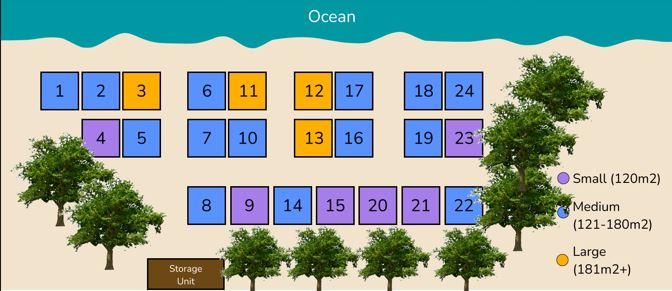 Ocean
1 2 3 6 11 12 17 18 24
4 5 7 10 13 16 19 23
8 9 14 15 20 21 22
Small (120m2)
Medium
(121-180m2)
Large
(181m2+)
Storage
Unit